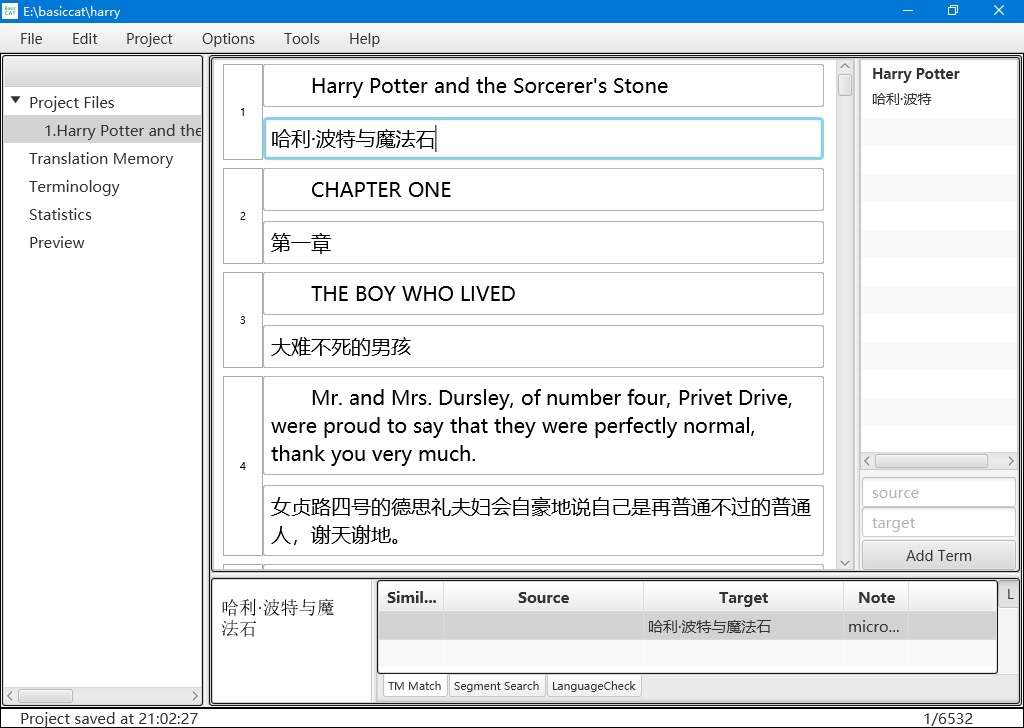 Basic
CAT
E:\basiccat\harry
File Edit Project Options Tools Help
Project Files
1.Harry Potter and the
Translation Memory
Terminology
Statistics
Preview
1
Harry Potter and the Sorcerer's Stone
哈利·波特与魔法石
2
CHAPTER ONE
第一章
3
THE BOY WHO LIVED
大难不死的男孩
4
Mr. and Mrs. Dursley, of number four, Privet Drive,
were proud to say that they were perfectly normal,
thank you very much.
女贞路四号的德思礼夫妇会自豪地说自己是再普通不过的普通
人，谢天谢地。
Harry Potter
哈利·波特
source
target
Add Term
哈利·波特与魔
法石
Simil... Source Target Note L
哈利·波特与魔法石 micro...
TM Match Segment Search LanguageCheck
Project saved at 21:02:27 1/6532